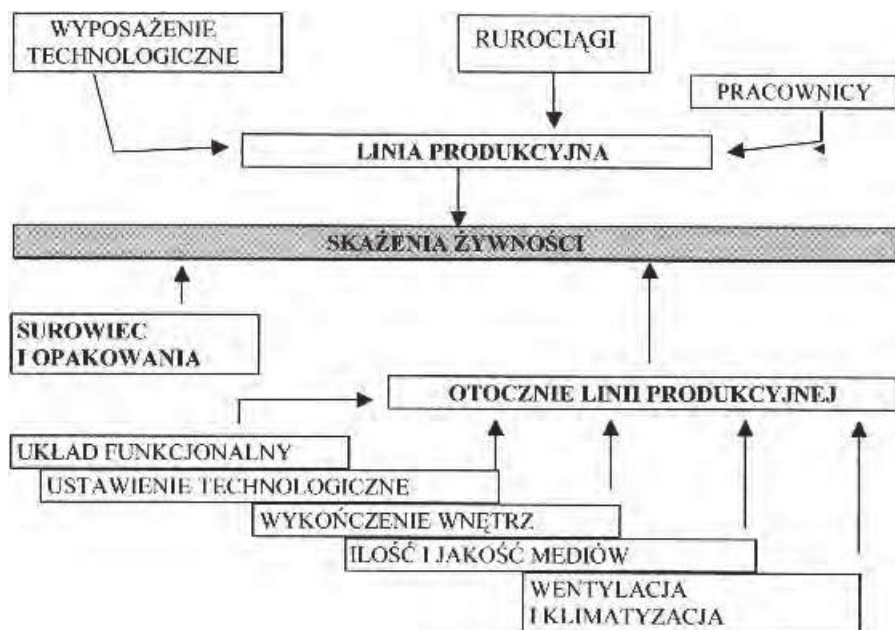 WYPOSAŻENIE
TECHNOLOGICZNE
RUROCIĄGI
PRACOWNICY
LINIA PRODUKCYJNA
SKAŻENIA ŻYWNOŚCI
SUROWIEC
I OPAKOWANIA
OTOCZNIE LINII PRODUKCYJNEJ
UKŁAD FUNKCJONALNY
USTAWIENIE TECHNOLOGICZNE
WYKOŃCZENIE WNĘTRZ
ILOŚĆ I JAKOŚĆ MEDIÓW
WENTYLACJA
I KLIMATYZACJA